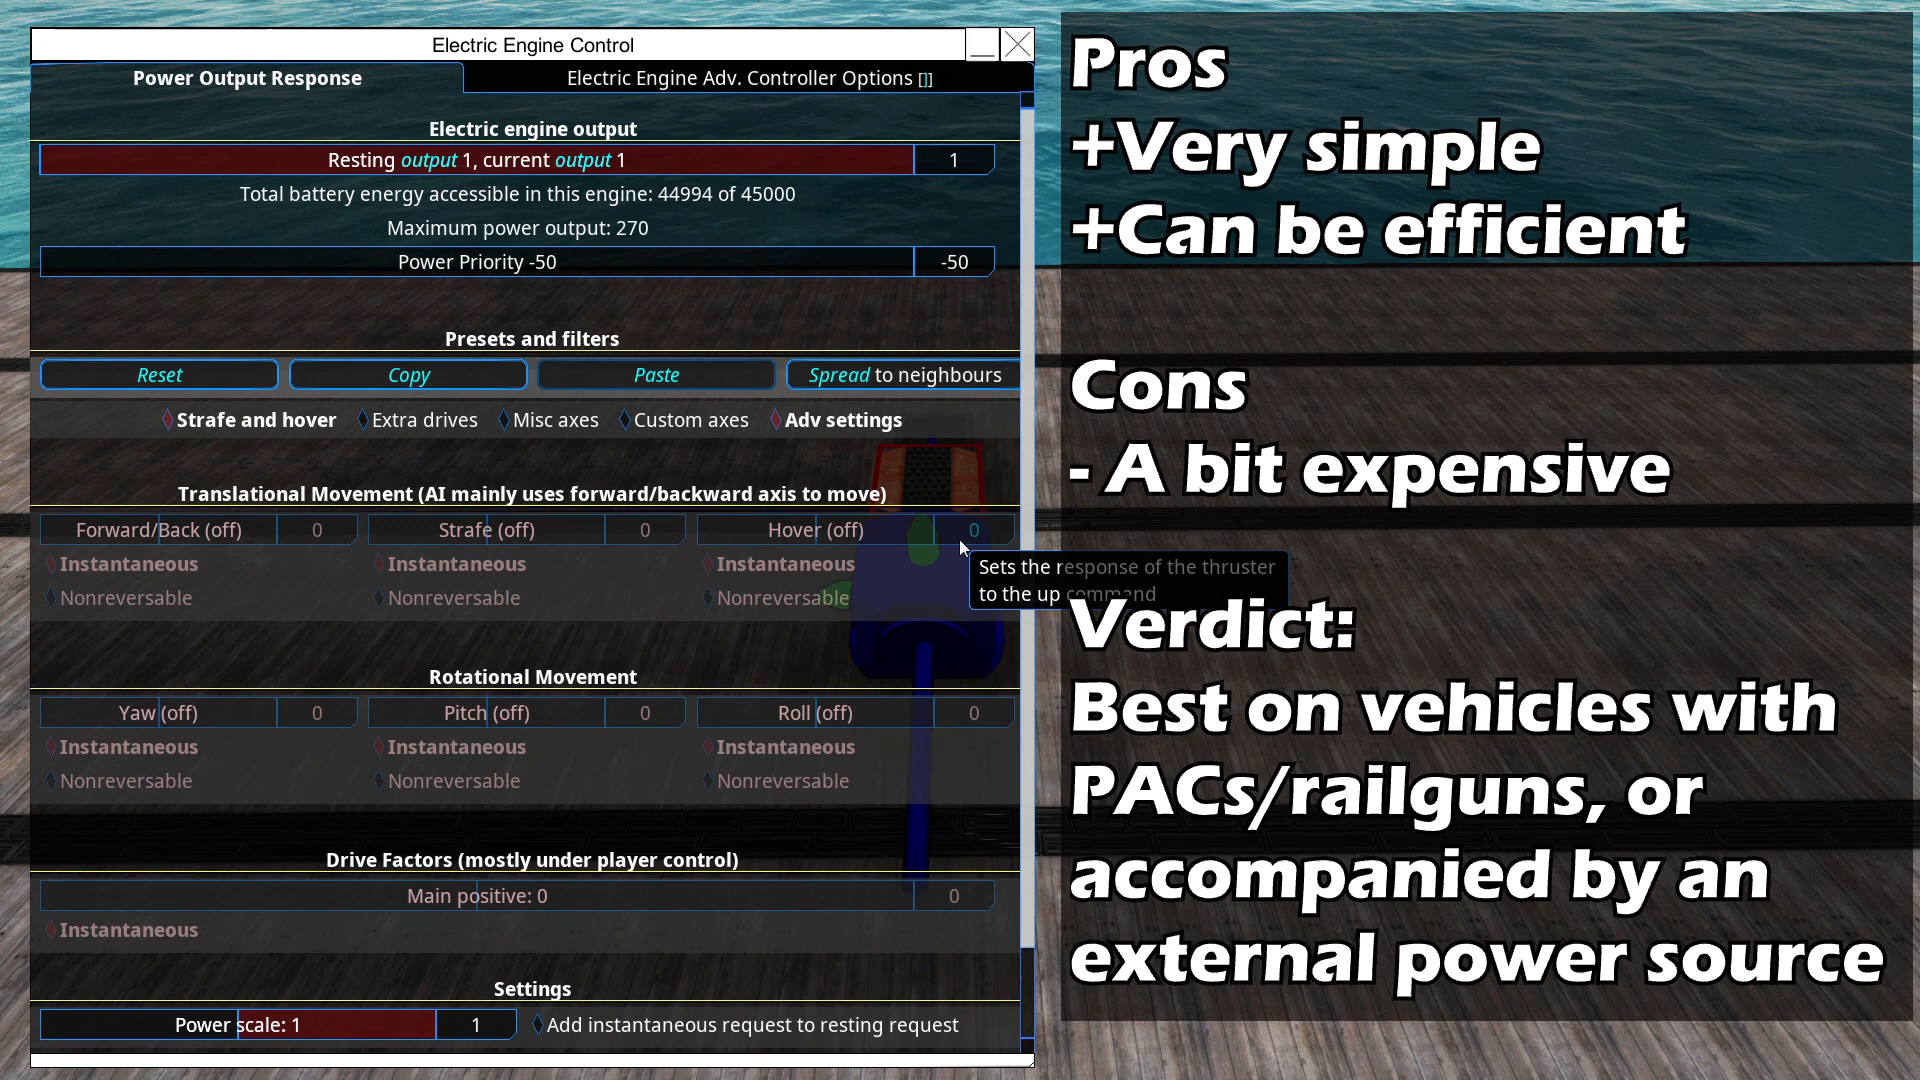 Electric Engine Control
Power Output Response
Electric Engine Adv. Controller Options []
Electric engine output
Resting output 1, current output 1
1
Total battery energy accessible in this engine: 44994 of 45000
Maximum power output: 270
Power Priority -50
-50
Presets and filters
Reset
Copy
Paste
Spread to neighbours
Strafe and hover
Extra drives
Misc axes
Custom axes
Adv settings
Translational Movement (AI mainly uses forward/backward axis to move)
Forward/Back (off)
0
Strafe (off)
0
Hover (off)
0
Instantaneous
Instantaneous
Instantaneous
Nonreversable
Nonreversable
Nonreversable
Sets the response of the thruster
to the up command
Rotational Movement
Yaw (off)
0
Pitch (off)
0
Roll (off)
0
Instantaneous
Instantaneous
Instantaneous
Nonreversable
Nonreversable
Nonreversable
Drive Factors (mostly under player control)
Main positive: 0
0
Instantaneous
Settings
Power scale: 1
1
Add instantaneous request to resting request
Pros
+Very simple
+Can be efficient
Cons
- A bit expensive
Verdict:
Best on vehicles with
PACs/railguns, or
accompanied by an
external power source